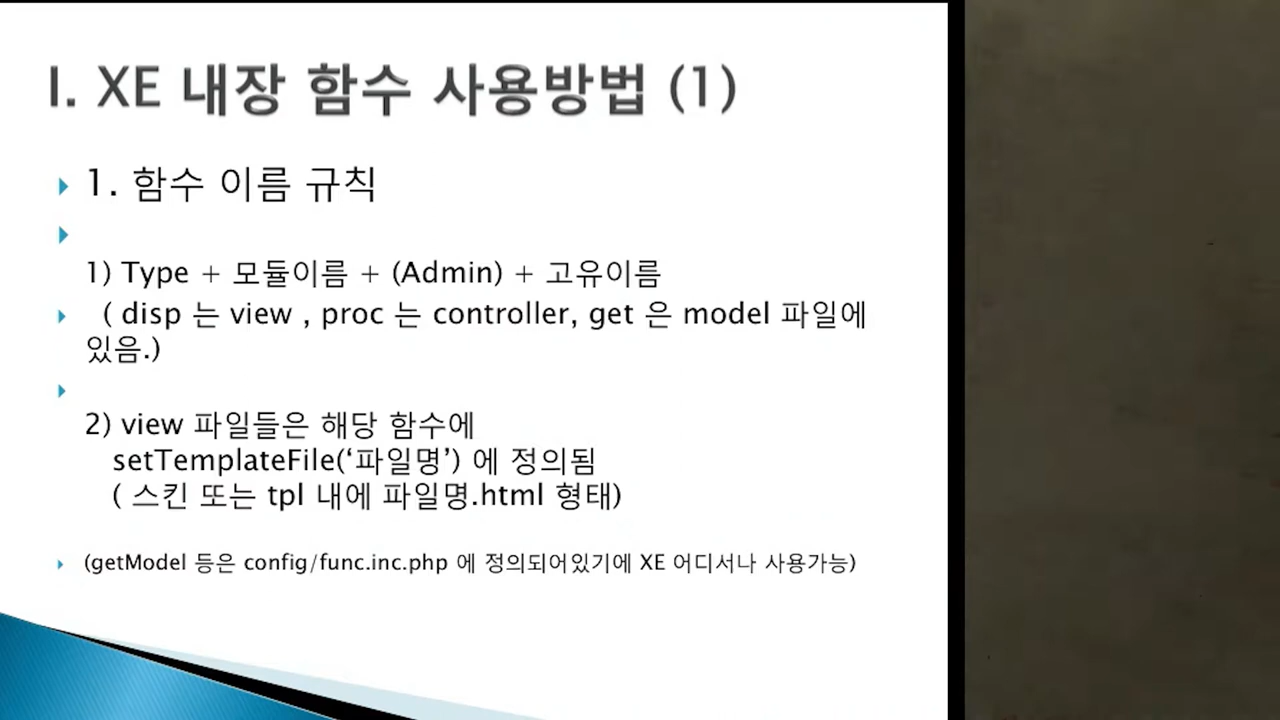 I. XE 내장 함수 사용방법 (1)
1. 함수 이름 규칙
1) Type + 모듈이름 + (Admin) + 고유이름
( disp 는 view , proc 는 controller, get 은 model 파일에
있음.)
2) view 파일들은 해당 함수에
setTemplateFile(‘파일명’) 에 정의됨
( 스킨 또는 tpl 내에 파일명.html 형태)
(getModel 등은 config/func.inc.php 에 정의되어있기에 XE 어디서나 사용가능)